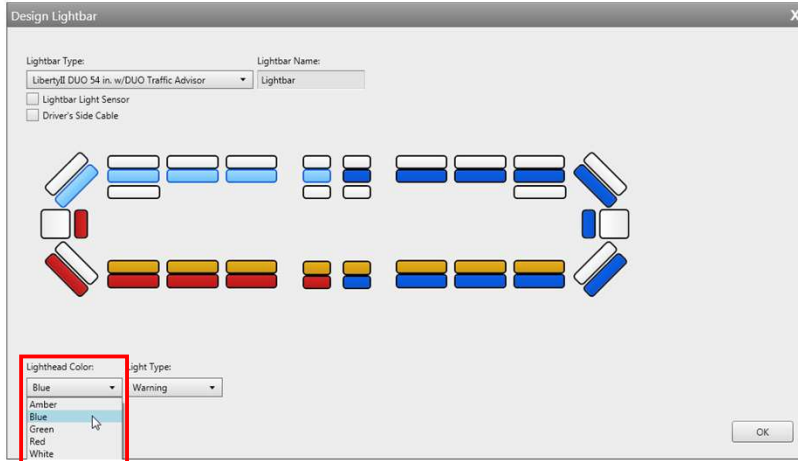 Design Lightbar
X
Lightbar Type:
Lightbar Name:
LibertyII DUO 54 in. w/DUO Traffic Advisor
Lightbar
Lightbar Light Sensor
Driver's Side Cable
Lighthead Color:
Light Type:
Blue
Warning
Amber
Blue
Green
Red
White
OK